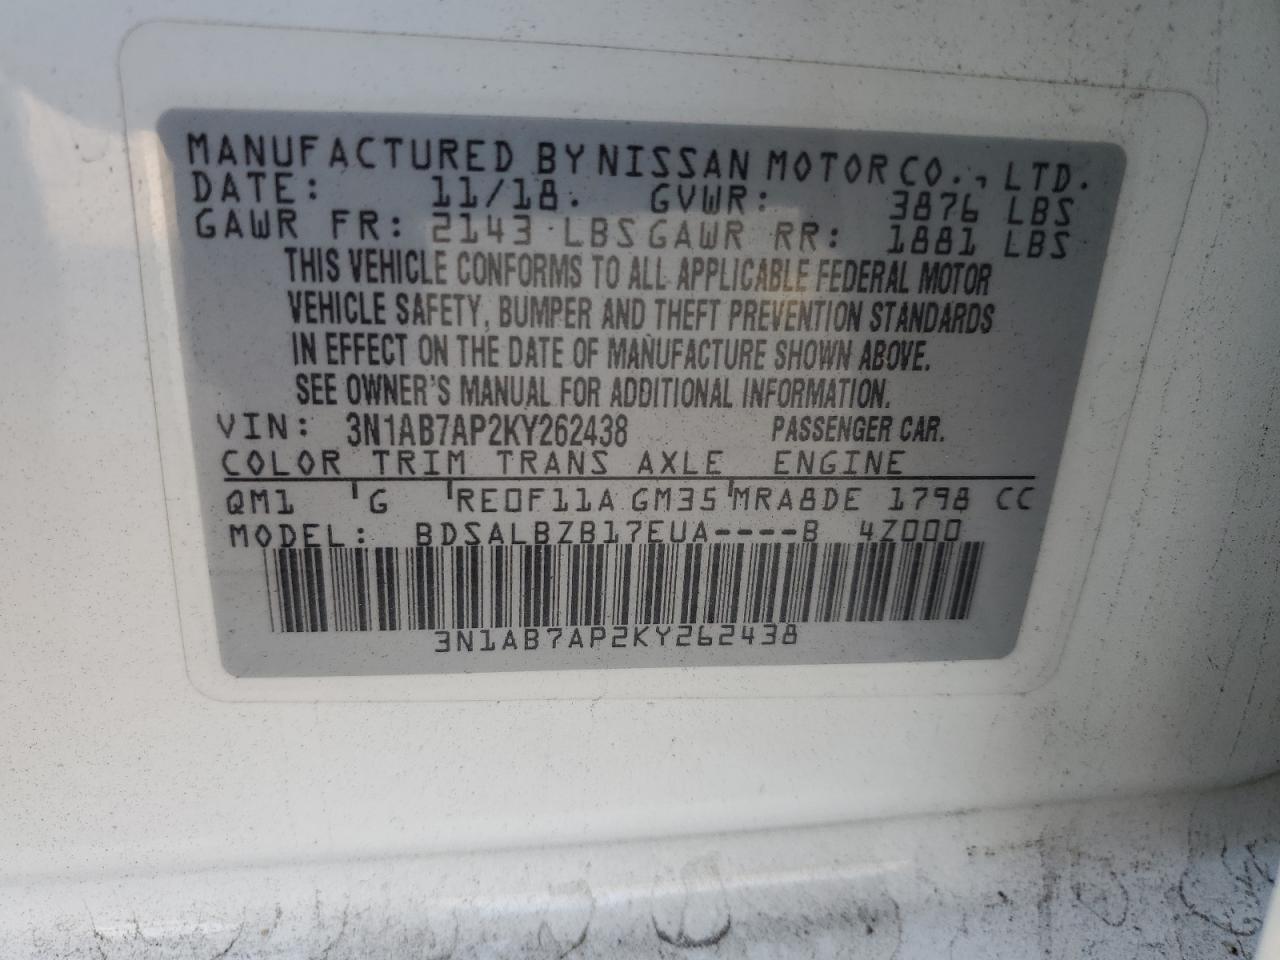 MANUFACTURED BY NISSAN MOTOR CO., LTD.
DATE: 11/18. GVWR: 3876 LBS
GAWR FR: 2143 LBS GAWR RR: 1881 LBS
THIS VEHICLE CONFORMS TO ALL APPLICABLE FEDERAL MOTOR
VEHICLE SAFETY, BUMPER AND THEFT PREVENTION STANDARDS
IN EFFECT ON THE DATE OF MANUFACTURE SHOWN ABOVE.
SEE OWNER'S MANUAL FOR ADDITIONAL INFORMATION.
VIN: 3N1AB7AP2KY262438 PASSENGER CAR.
COLOR TRIM TRANS AXLE ENGINE
QM1 G RE0F11A GM35 MRA8DE 1798 CC
MODEL: BDSALBZB17EUA----B 4Z000
3N1AB7AP2KY262438